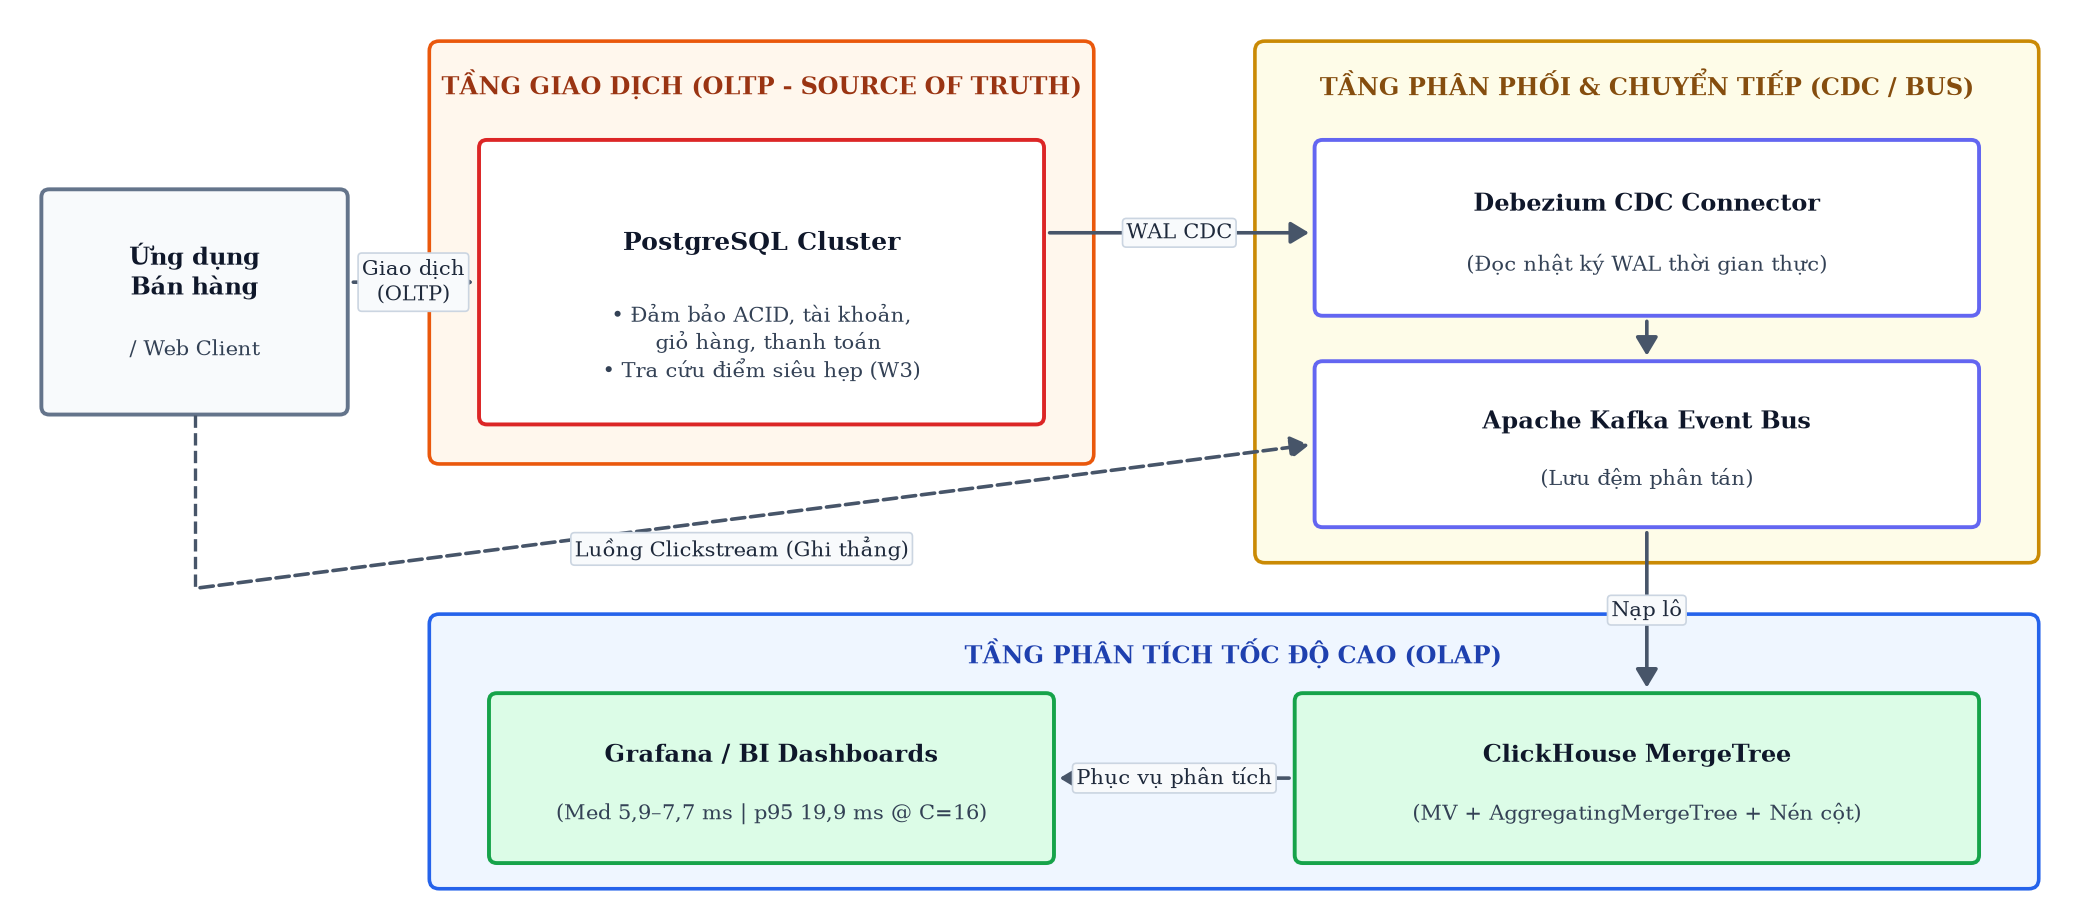 TẦNG GIAO DỊCH (OLTP - SOURCE OF TRUTH)
TẦNG PHÂN PHỐI & CHUYỂN TIẾP (CDC / BUS)
Ứng dụng
Bán hàng
/ Web Client
Giao dịch
(OLTP)
PostgreSQL Cluster
• Đảm bảo ACID, tài khoản,
giỏ hàng, thanh toán
• Tra cứu điểm siêu hẹp (W3)
WAL CDC
Debezium CDC Connector
(Đọc nhật ký WAL thời gian thực)
Apache Kafka Event Bus
(Lưu đệm phân tán)
Luồng Clickstream (Ghi thẳng)
Nạp lô
TẦNG PHÂN TÍCH TỐC ĐỘ CAO (OLAP)
Grafana / BI Dashboards
(Med 5,9–7,7 ms | p95 19,9 ms @ C=16)
Phục vụ phân tích
ClickHouse MergeTree
(MV + AggregatingMergeTree + Nén cột)